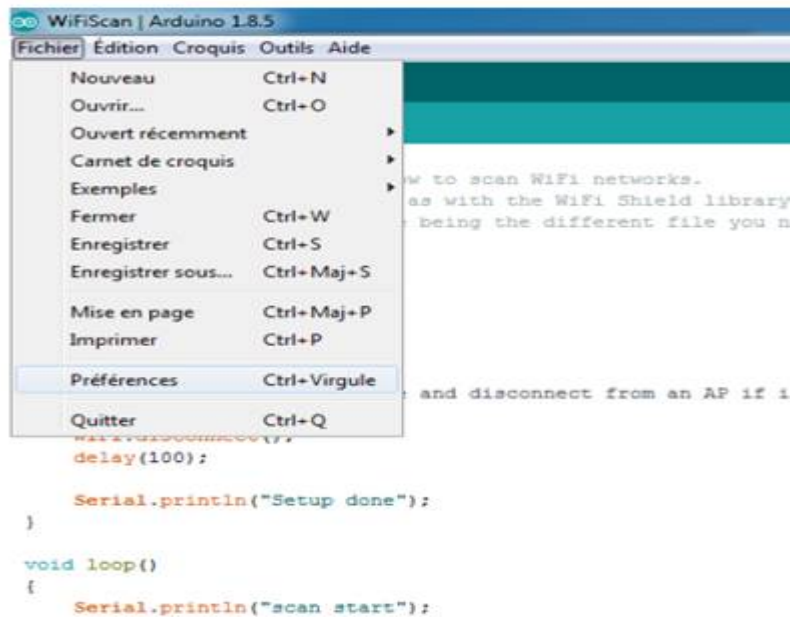 WiFiScan | Arduino 1.8.5
Fichier Édition Croquis Outils Aide
Nouveau Ctrl+N
Ouvrir... Ctrl+O
Ouvert récemment
Carnet de croquis
Exemples
Fermer Ctrl+W
Enregistrer Ctrl+S
Enregistrer sous... Ctrl+Maj+S
Mise en page Ctrl+Maj+P
Imprimer Ctrl+P
Préférences Ctrl+Virgule
Quitter Ctrl+Q
w to scan WiFi networks.
as with the WiFi Shield library
being the different file you n
and disconnect from an AP if i
WiFi.disconnect();
delay(100);
Serial.println("Setup done");
}
void loop()
{
Serial.println("scan start");